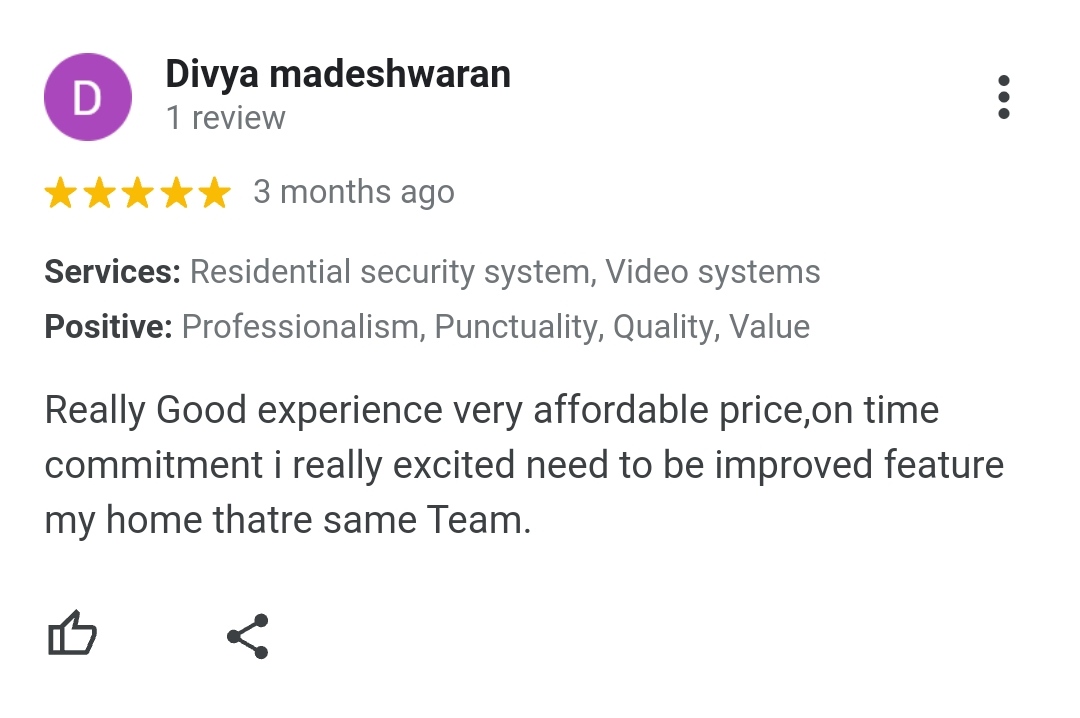 D
Divya madeshwaran
1 review
3 months ago
Services: Residential security system, Video systems
Positive: Professionalism, Punctuality, Quality, Value
Really Good experience very affordable price,on time
commitment i really excited need to be improved feature
my home thatre same Team.